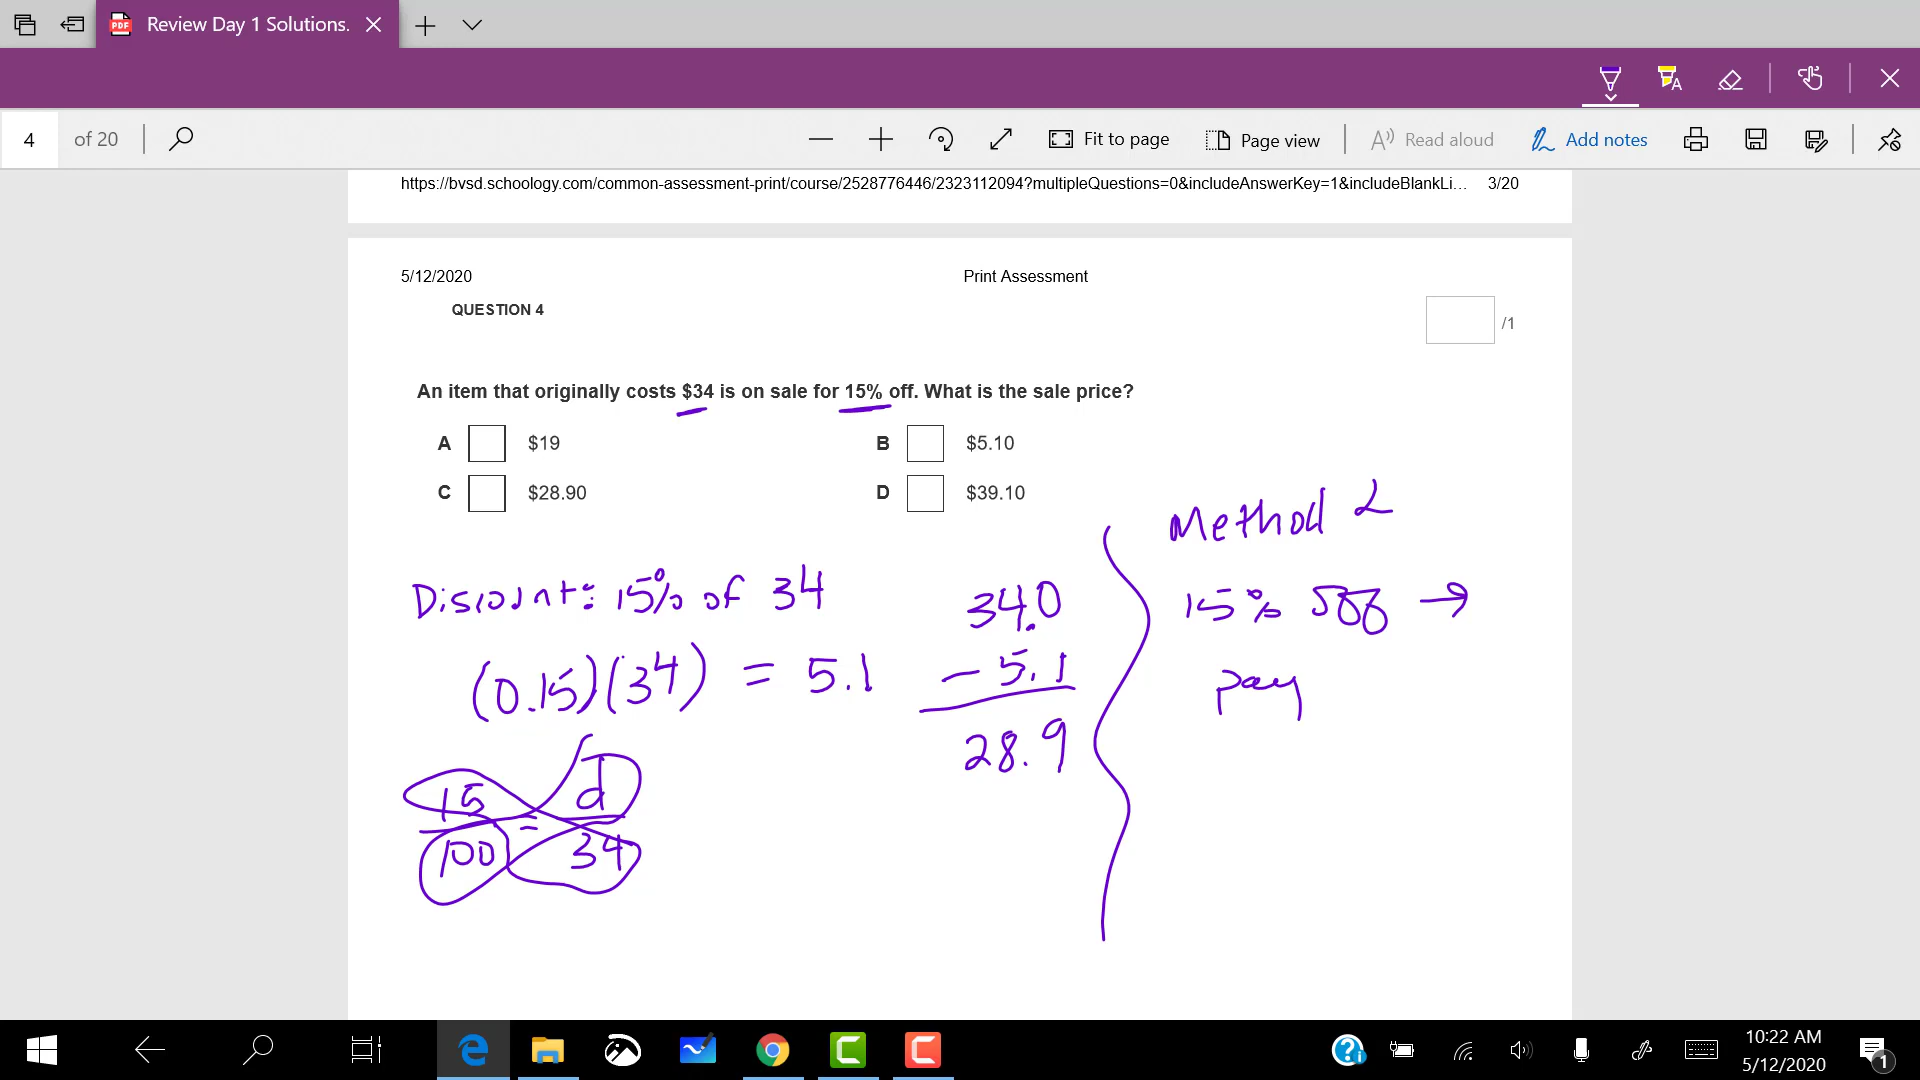 Review Day 1 Solutions.
4 of 20
Fit to page
Page view
Read aloud
Add notes
https://bvsd.schoology.com/common-assessment-print/course/2528776446/2323112094?multipleQuestions=0&includeAnswerKey=1&includeBlankLi... 3/20
5/12/2020 Print Assessment
QUESTION 4
/1
An item that originally costs $34 is on sale for 15% off. What is the sale price?
A $19 B $5.10
C $28.90 D $39.10
Discount: 15% of 34
(0.15)(34) = 5.1
15/100 = d/34
34.0
- 5.1
28.9
Method 2
15% off →
pay
10:22 AM
5/12/2020
1